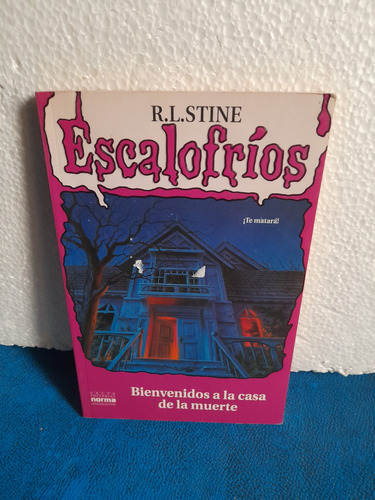 R.L.STINE
Escalofríos
¡Te matará!
Bienvenidos a la casa
de la muerte
norma